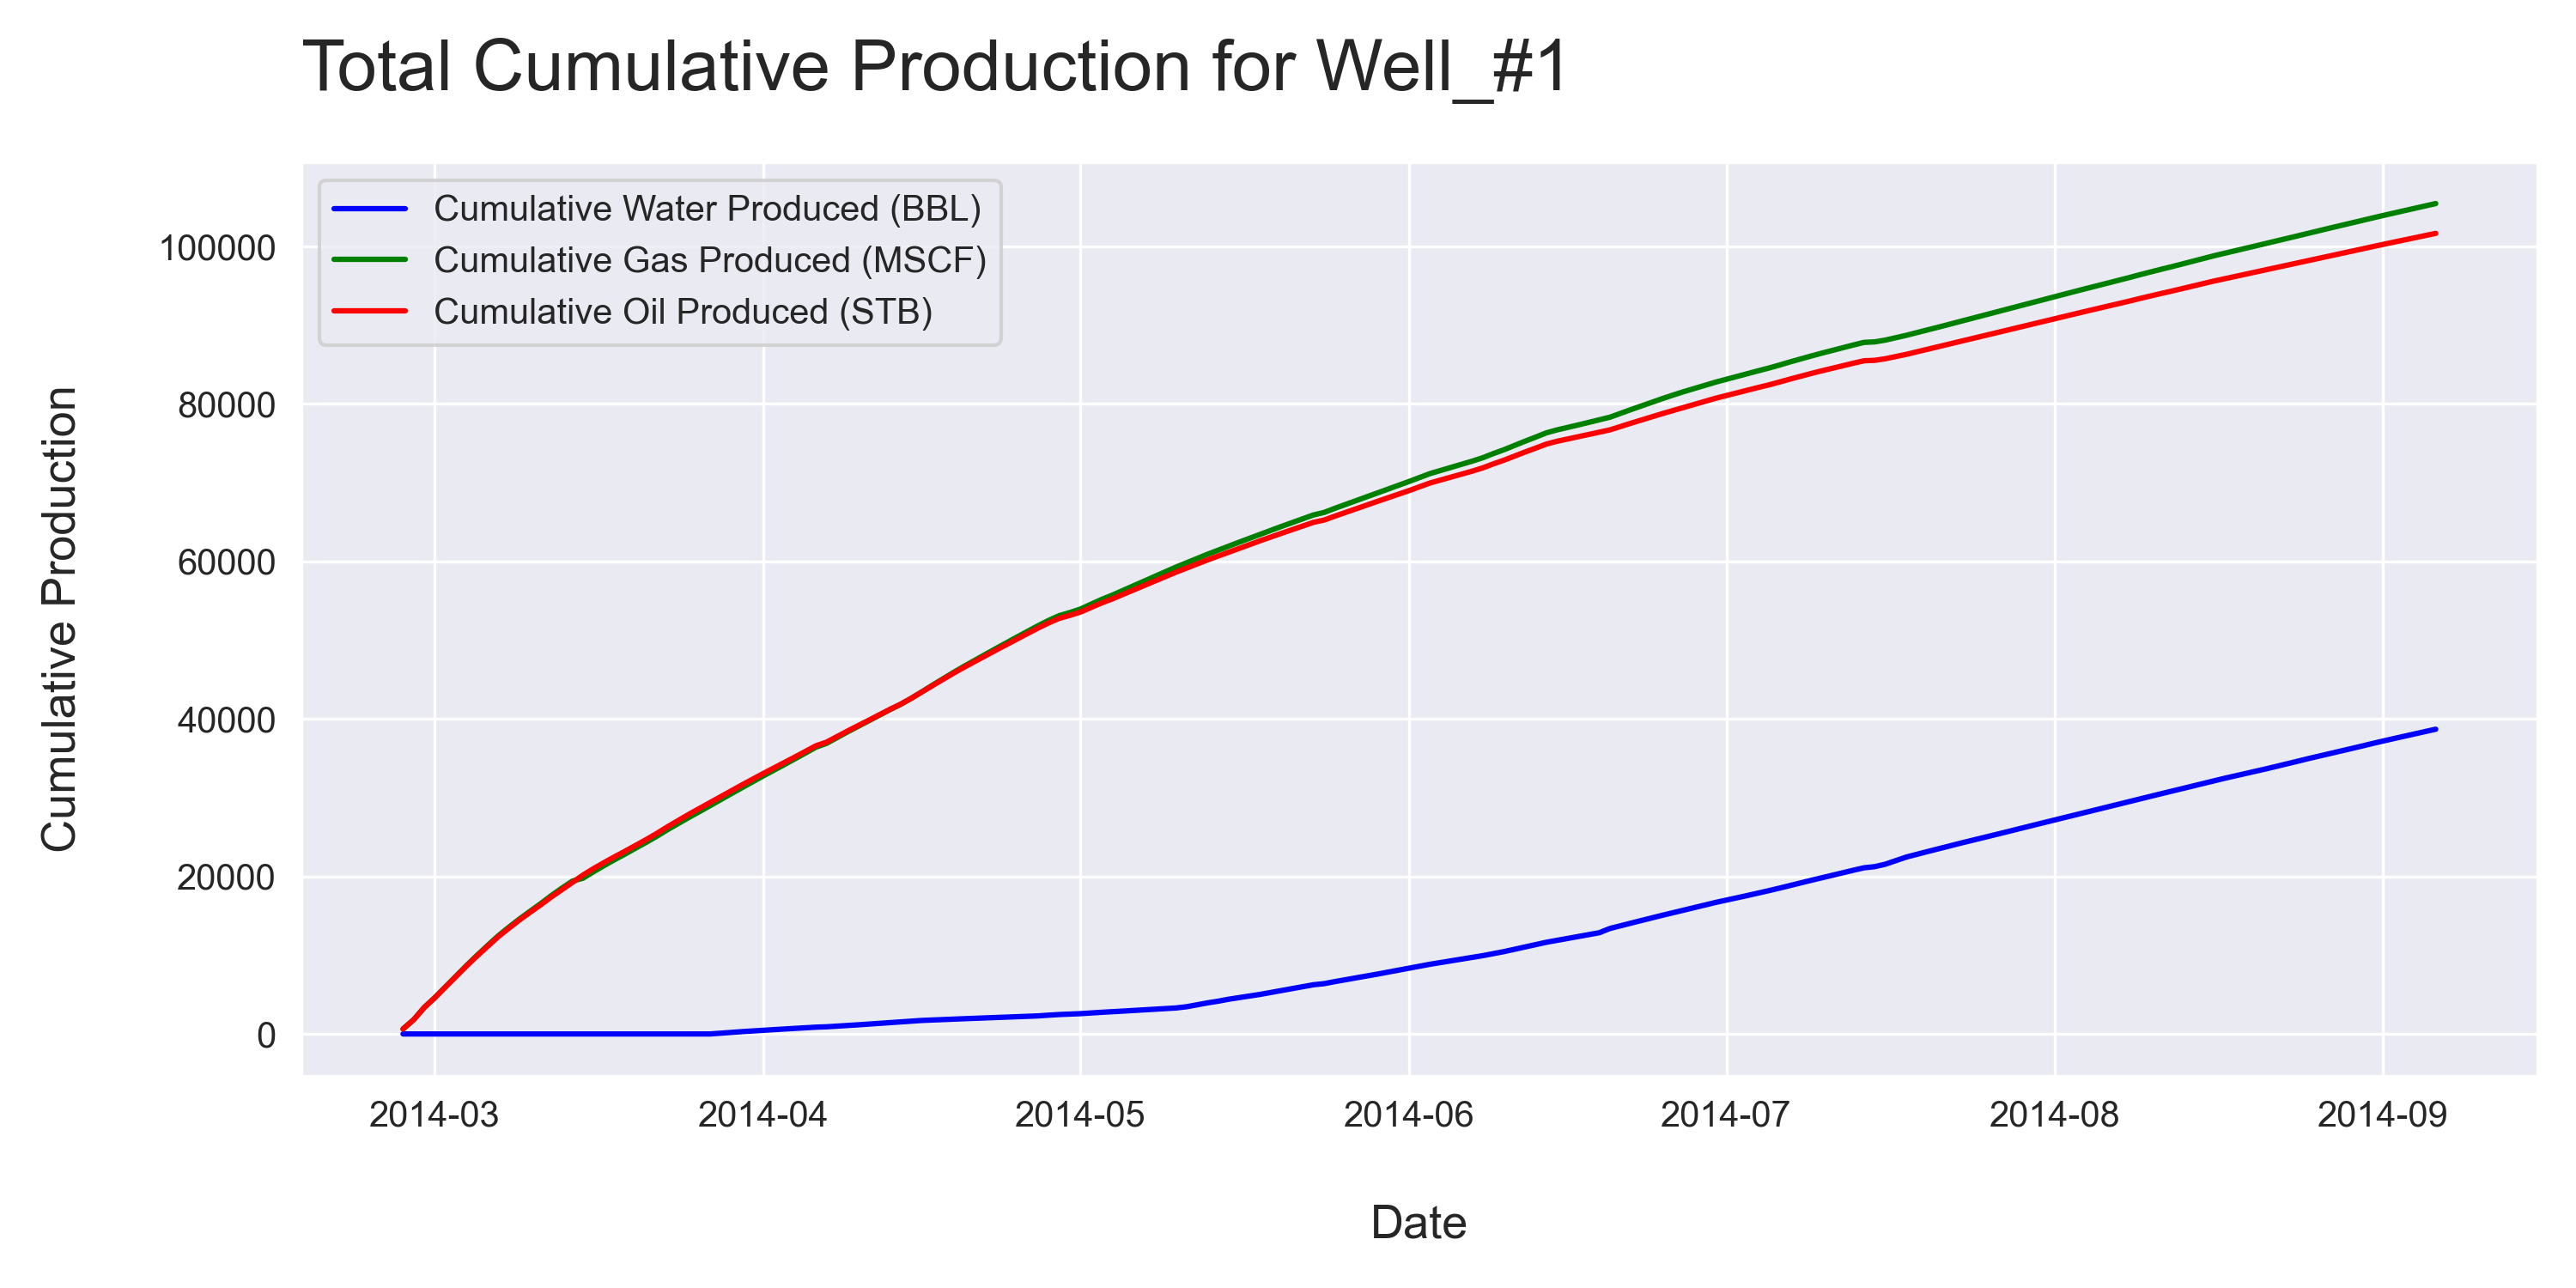 Total Cumulative Production for Well_#1
Cumulative Water Produced (BBL)
Cumulative Gas Produced (MSCF)
Cumulative Oil Produced (STB)
Cumulative Production
100000
80000
60000
40000
20000
0
2014-03
2014-04
2014-05
2014-06
2014-07
2014-08
2014-09
Date